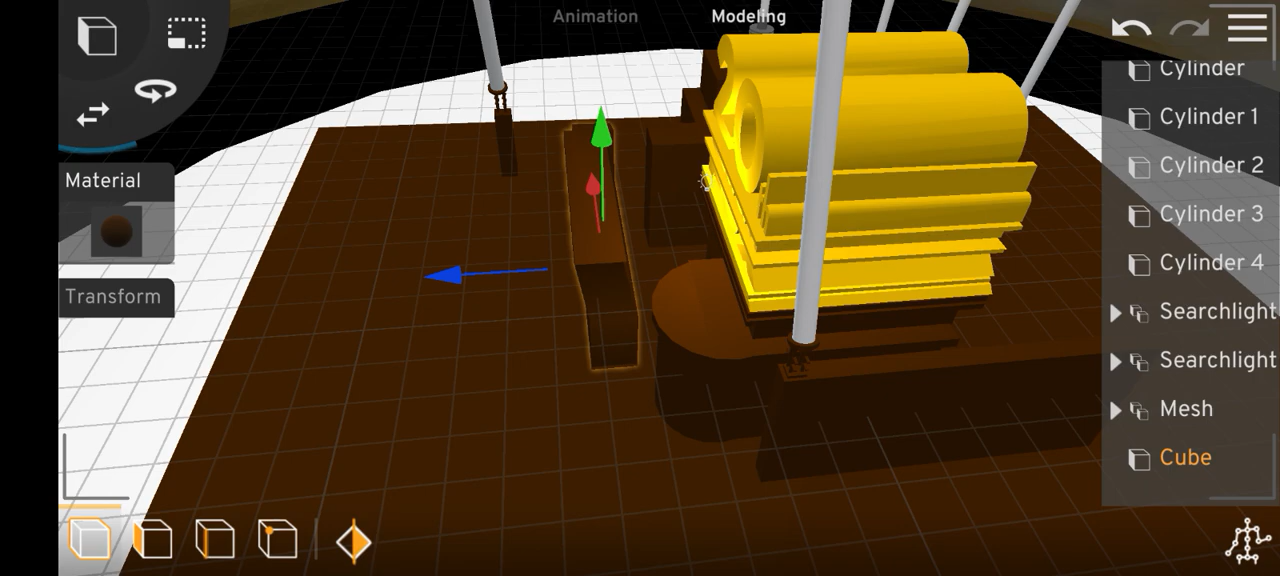 Animation
Modeling
Material
Transform
Cylinder
Cylinder 1
Cylinder 2
Cylinder 3
Cylinder 4
Searchlight
Searchlight
Mesh
Cube